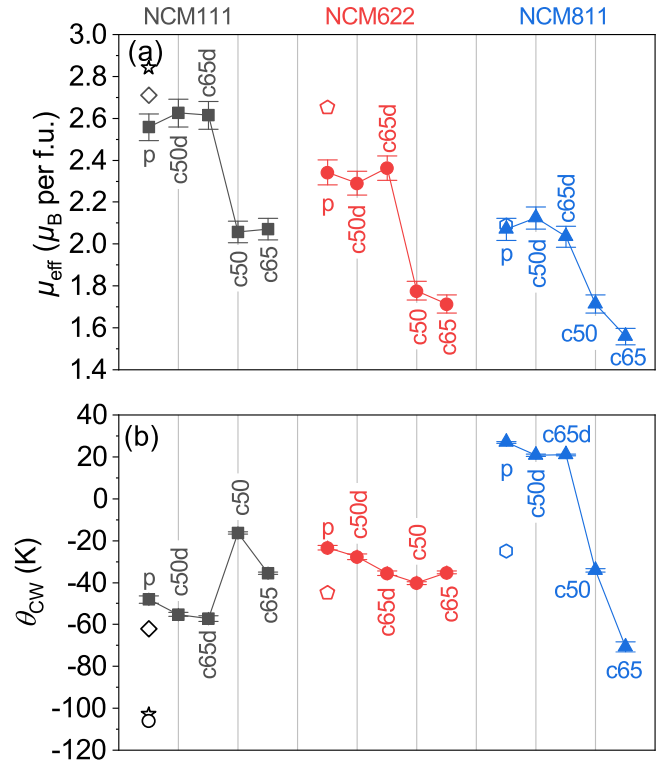 NCM111 NCM622 NCM811
(a)
μeff (μB per f.u.)
3.0
2.8
2.6
2.4
2.2
2.0
1.8
1.6
1.4
p c50d c65d c50 c65
p c50d c65d c50 c65
p c50d c65d c50 c65
(b)
θCW (K)
40
20
0
-20
-40
-60
-80
-100
-120
p c50d c65d c50 c65
p c50d c65d c50 c65
p c50d c65d c50 c65